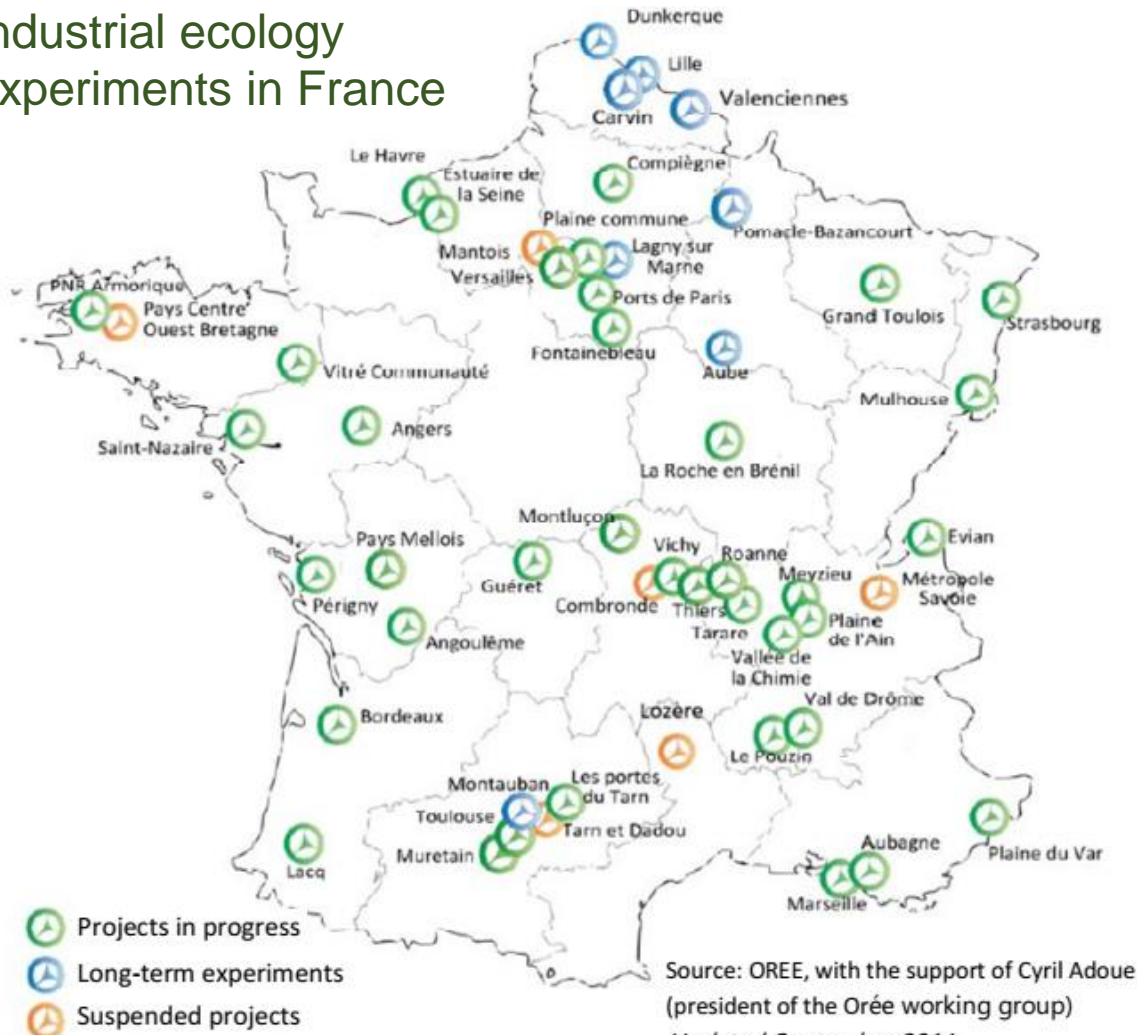 ndustrial ecology
xperiments in France
Dunkerque
Lille
Carvin
Valenciennes
Le Havre
Estuaire de
la Seine
Compiègne
Plaine commune
Pomacle-Bazancourt
Mantois
Versailles
Lagny sur
Marne
Ports de Paris
Grand Toulois
Strasbourg
PNR Armorique
Pays Centre
Ouest Bretagne
Fontainebleau
Aube
Vitré Communauté
Mulhouse
Saint-Nazaire
Angers
La Roche en Brénil
Montluçon
Pays Mellois
Vichy
Roanne
Meyzieu
Evian
Guéret
Combronde
Thiers
Métropole
Savoie
Périgny
Tarare
Plaine
de l'Ain
Angoulême
Vallée de
la Chimie
Bordeaux
Lozère
Val de Drôme
Le Pouzin
Montauban
Les portes
du Tarn
Toulouse
Tarn et Dadou
Muretain
Lacq
Aubagne
Plaine du Var
Marseille
Projects in progress
Long-term experiments
Suspended projects
Source: OREE, with the support of Cyril Adoue
(president of the Orée working group)